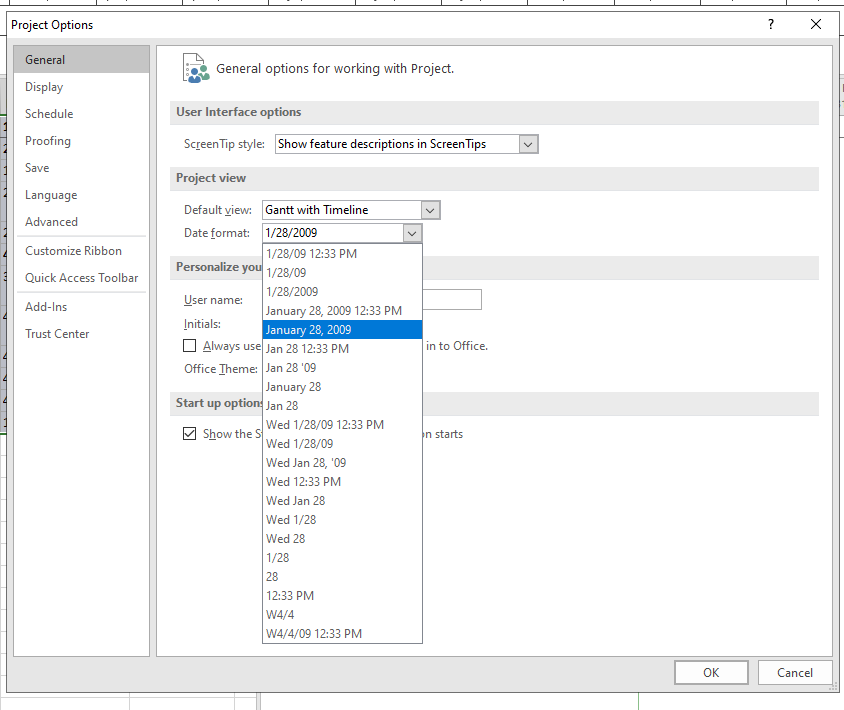 Project Options
?
General
Display
Schedule
Proofing
Save
Language
Advanced
Customize Ribbon
Quick Access Toolbar
Add-Ins
Trust Center
General options for working with Project.
User Interface options
ScreenTip style: Show feature descriptions in ScreenTips
Project view
Default view: Gantt with Timeline
Date format: 1/28/2009
1/28/09 12:33 PM
1/28/09
1/28/2009
January 28, 2009 12:33 PM
January 28, 2009
Jan 28 12:33 PM
Jan 28 '09
January 28
Jan 28
Wed 1/28/09 12:33 PM
Wed 1/28/09
Wed Jan 28, '09
Wed 12:33 PM
Wed Jan 28
Wed 1/28
Wed 28
1/28
28
12:33 PM
W4/4
W4/4/09 12:33 PM
Personalize you
User name:
Initials:
Always use in to Office.
Office Theme:
Start up options
Show the S on starts
OK
Cancel